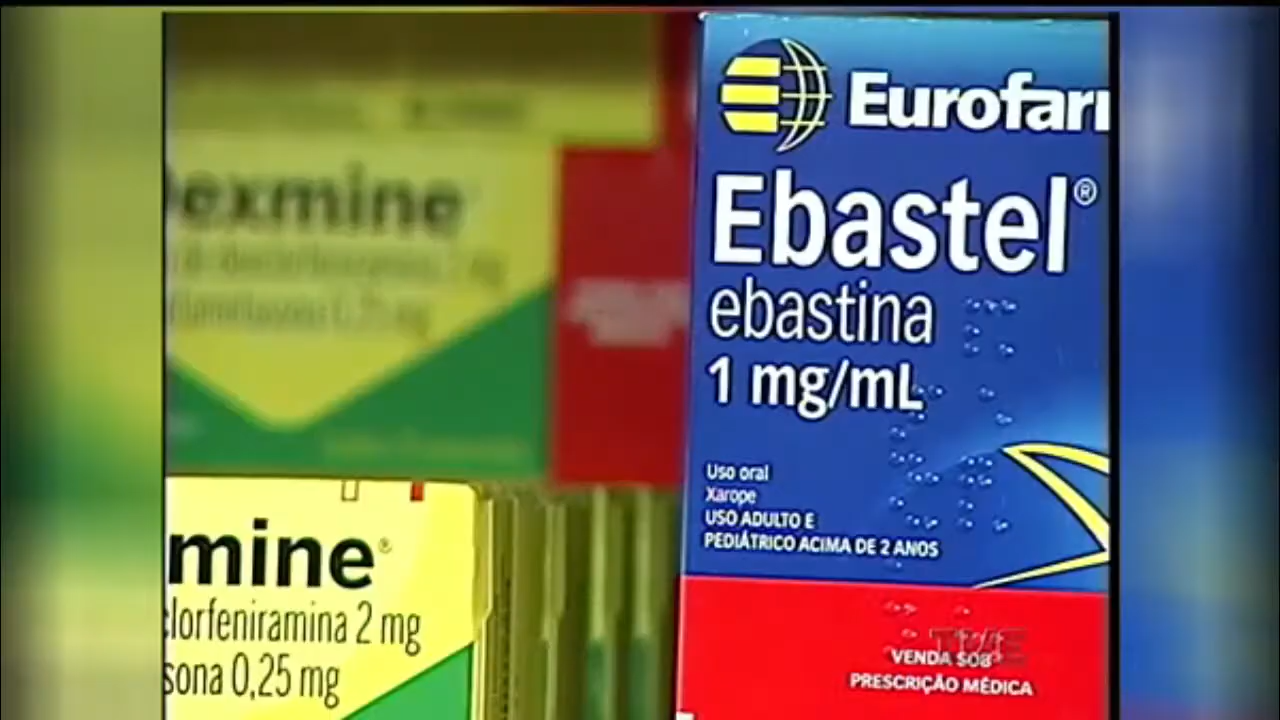 exmine
Eurofar
Ebastel®
ebastina
1 mg/mL
Uso oral
Xarope
USO ADULTO E
PEDIÁTRICO ACIMA DE 2 ANOS
VENDA SOB
PRESCRIÇÃO MÉDICA
mine®
clorfeniramina 2 mg
sona 0,25 mg